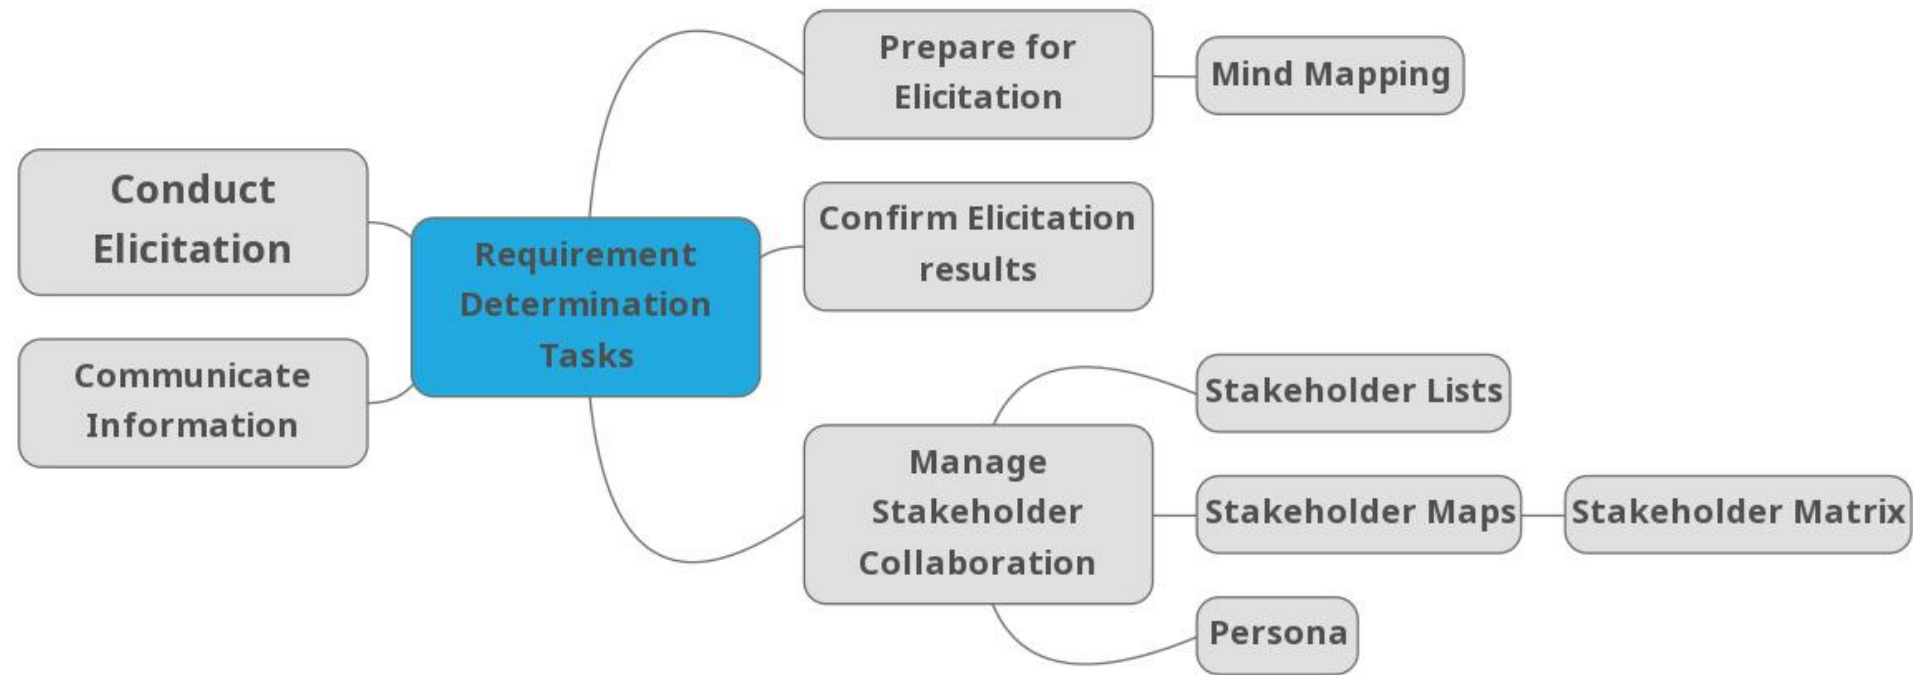 Prepare for
Elicitation
Mind Mapping
Conduct
Elicitation
Confirm Elicitation
results
Requirement
Determination
Tasks
Communicate
Information
Stakeholder Lists
Manage
Stakeholder
Collaboration
Stakeholder Maps
Stakeholder Matrix
Persona